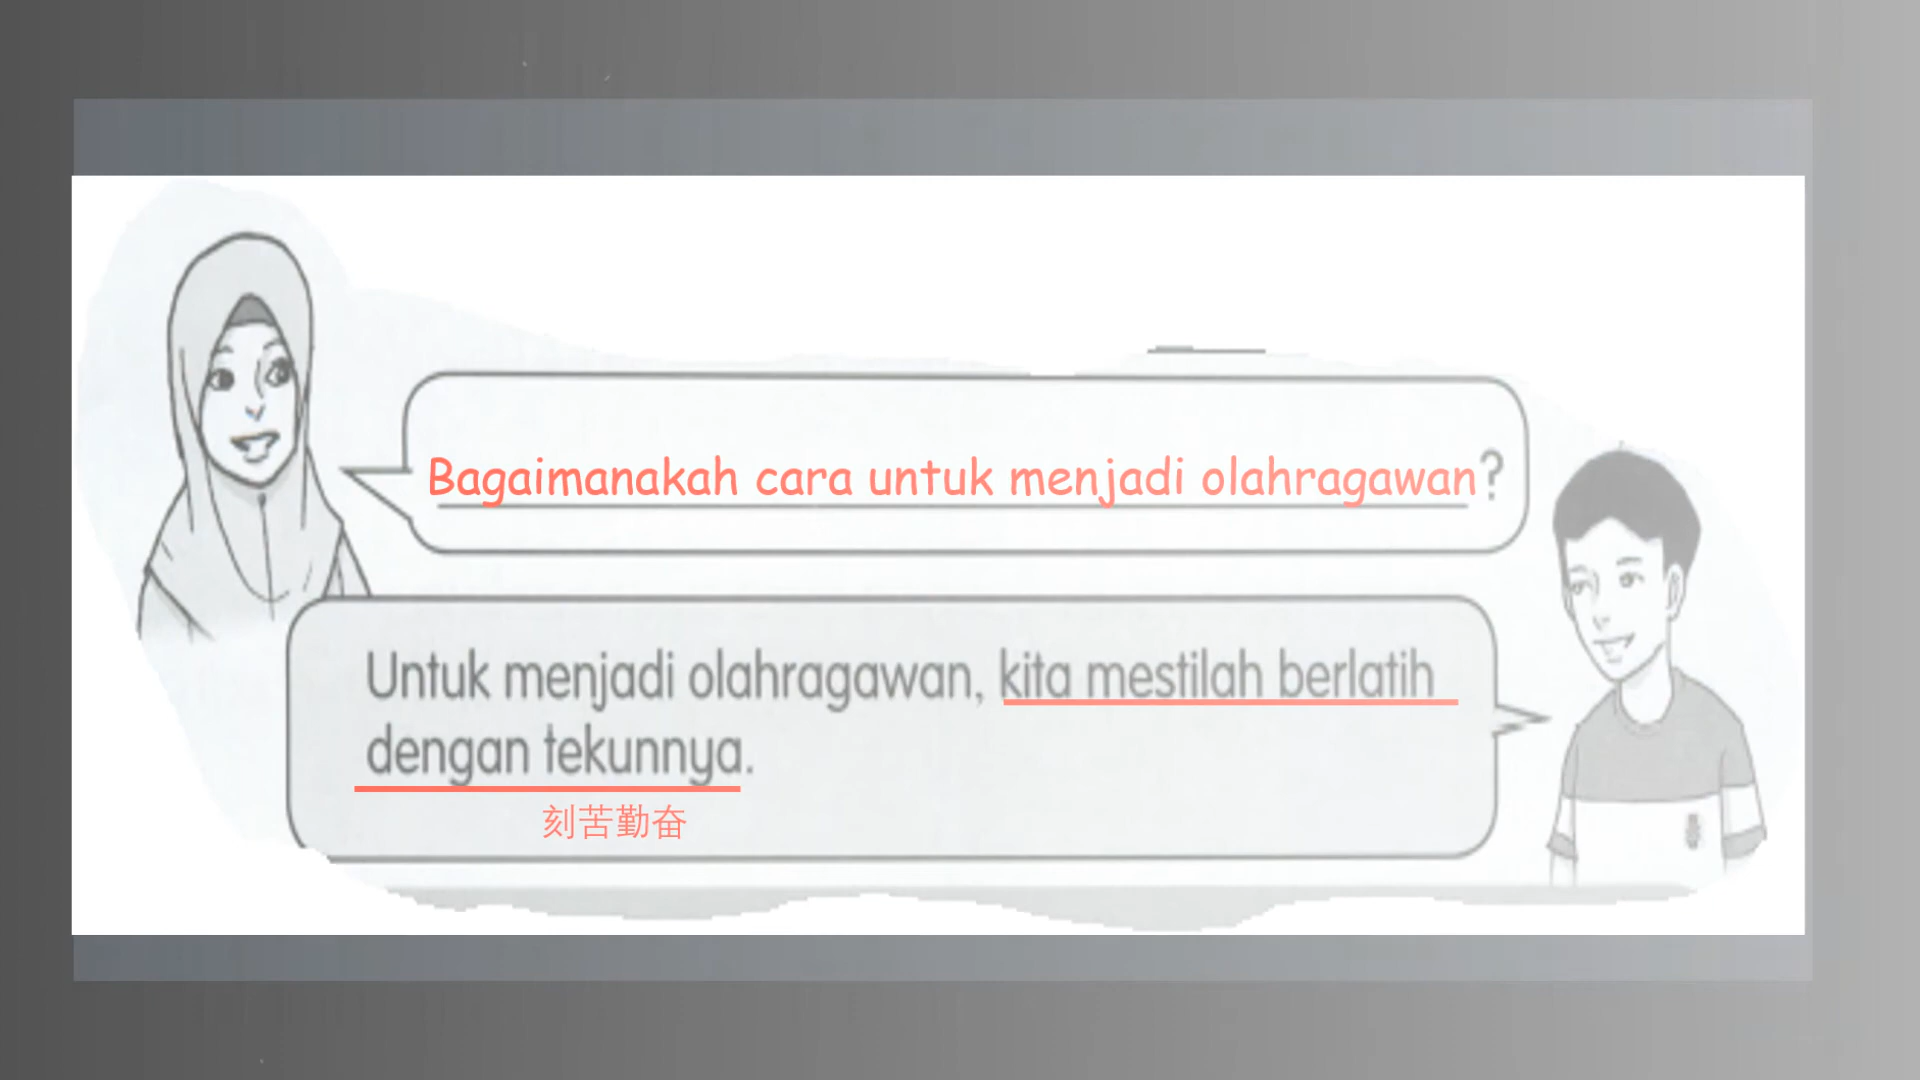 Bagaimanakah cara untuk menjadi olahragawan?
Untuk menjadi olahragawan, kita mestilah berlatih
dengan tekunnya.
刻苦勤奋